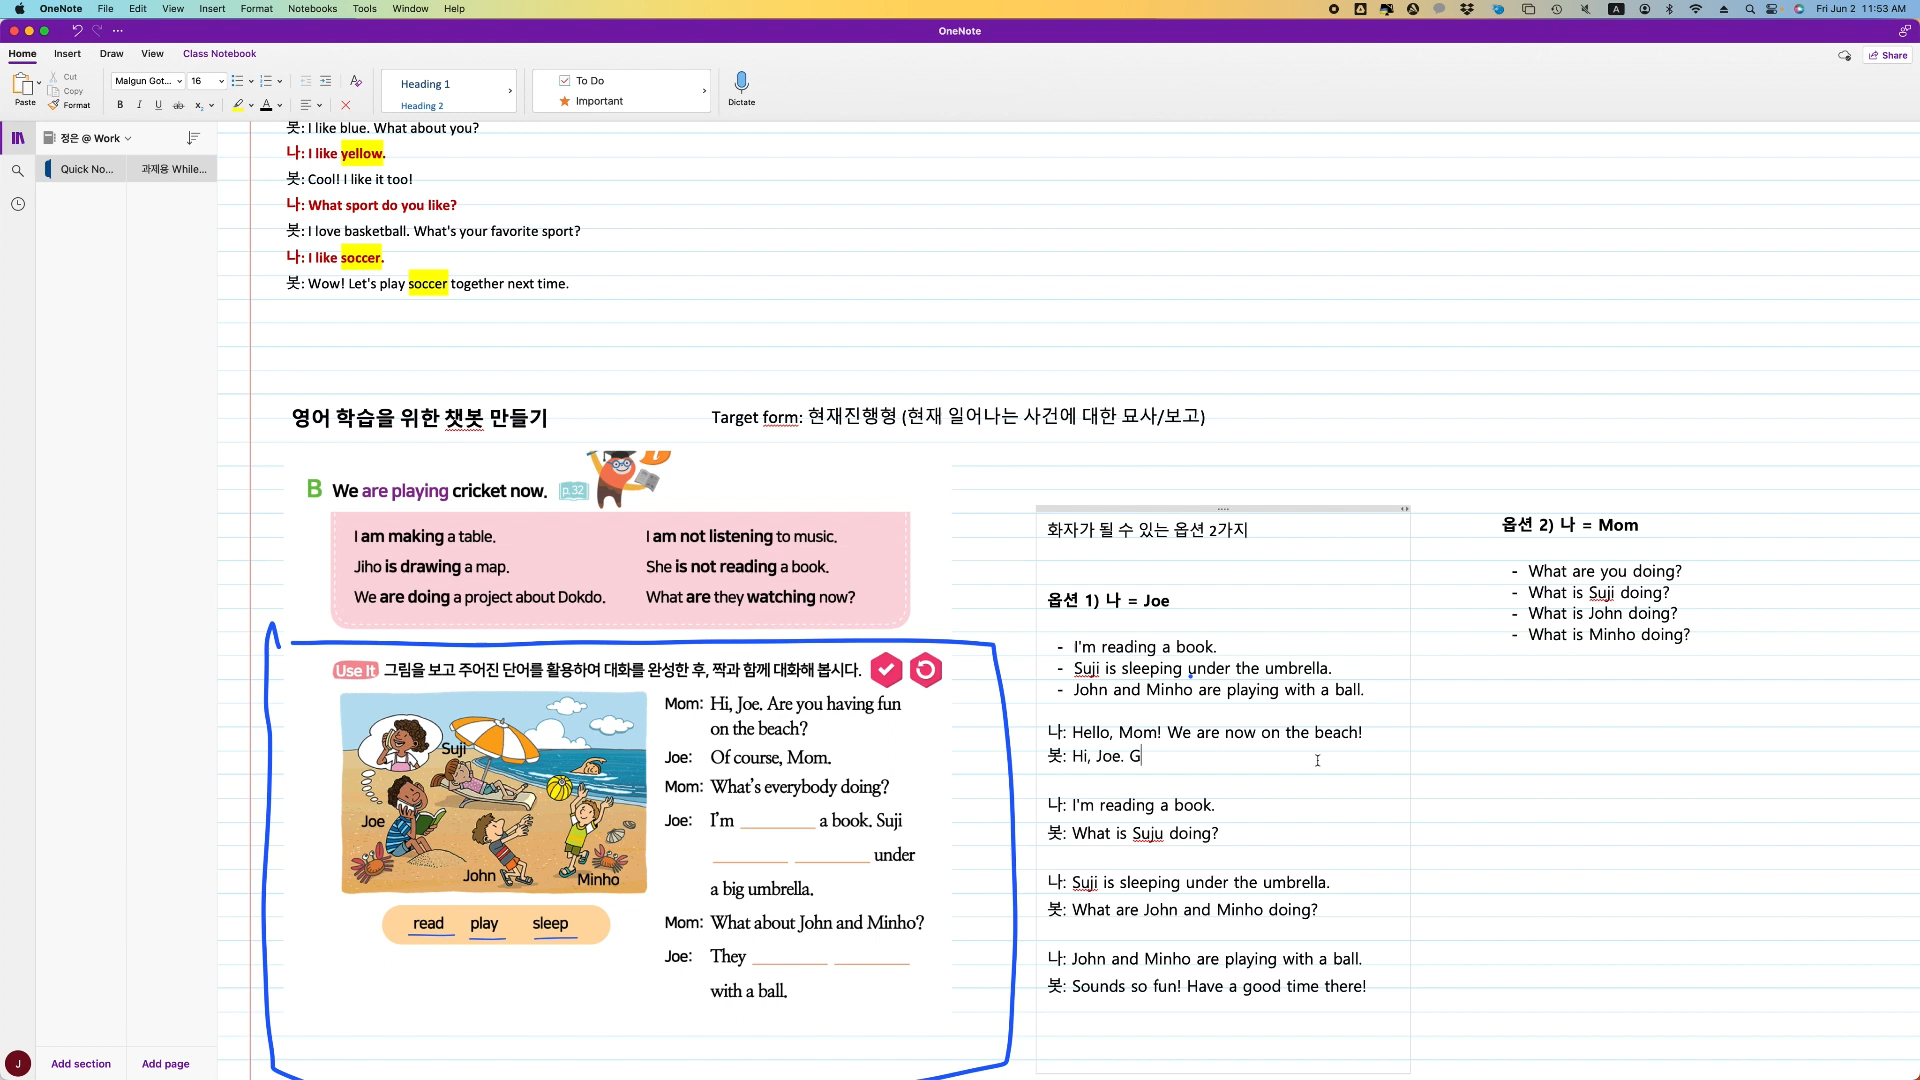 OneNote File Edit View Insert Format Notebooks Tools Window Help
A
Fri Jun 2 11:53 AM
OneNote
Home Insert Draw View Class Notebook
Share
Paste
Cut
Copy
Format
Malgun Got... 16
B I U ab x
A
Heading 1
Heading 2
To Do
Important
Dictate
정은 @ Work
Quick No...
과제용 While...
봇: I like blue. What about you?
나: I like yellow.
봇: Cool! I like it too!
나: What sport do you like?
봇: I love basketball. What's your favorite sport?
나: I like soccer.
봇: Wow! Let's play soccer together next time.
영어 학습을 위한 챗봇 만들기
Target form: 현재진행형 (현재 일어나는 사건에 대한 묘사/보고)
B We are playing cricket now. p.32
I am making a table.
Jiho is drawing a map.
We are doing a project about Dokdo.
I am not listening to music.
She is not reading a book.
What are they watching now?
Use It 그림을 보고 주어진 단어를 활용하여 대화를 완성한 후, 짝과 함께 대화해 봅시다.
Suji
Joe
John
Minho
read play sleep
Mom: Hi, Joe. Are you having fun
on the beach?
Joe: Of course, Mom.
Mom: What's everybody doing?
Joe: I'm ________ a book. Suji
________ ________ under
a big umbrella.
Mom: What about John and Minho?
Joe: They ________ ________
with a ball.
화자가 될 수 있는 옵션 2가지
옵션 1) 나 = Joe
- I'm reading a book.
- Suji is sleeping under the umbrella.
- John and Minho are playing with a ball.
나: Hello, Mom! We are now on the beach!
봇: Hi, Joe. G
나: I'm reading a book.
봇: What is Suju doing?
나: Suji is sleeping under the umbrella.
봇: What are John and Minho doing?
나: John and Minho are playing with a ball.
봇: Sounds so fun! Have a good time there!
옵션 2) 나 = Mom
- What are you doing?
- What is Suji doing?
- What is John doing?
- What is Minho doing?
J
Add section
Add page